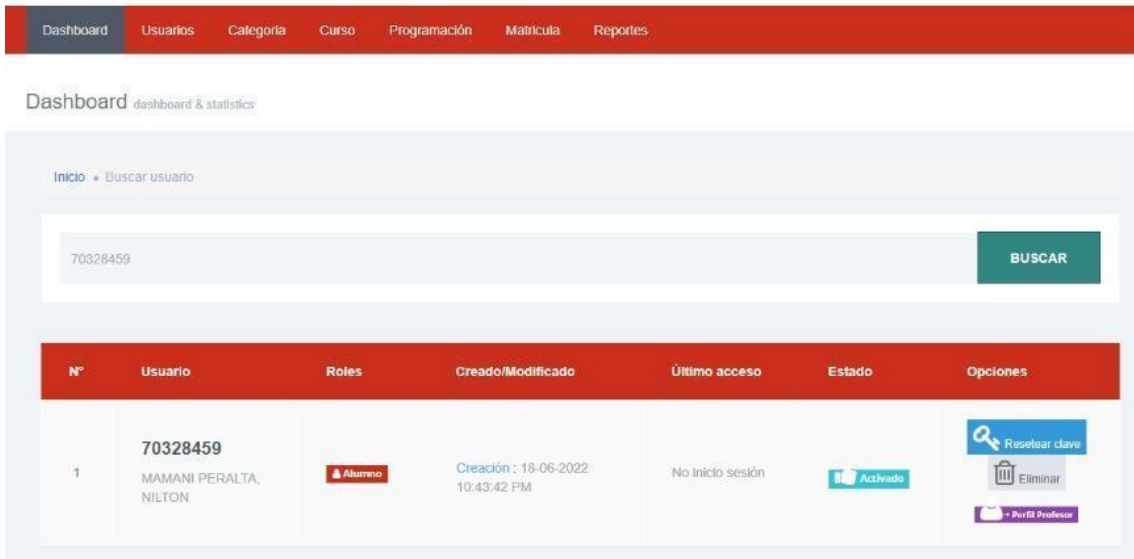 Dashboard Usuarios Categoria Curso Programación Matricula Reportes
Dashboard dashboard & statistics
Inicio • Buscar usuario
70328459 BUSCAR
N° Usuario Roles Creado/Modificado Último acceso Estado Opciones
1 70328459 Alumno Creación : 18-06-2022 No inicio sesión Activado Resetear clave
MAMANI PERALTA, 10:43:42 PM Eliminar
NILTON + Perfil Profesor